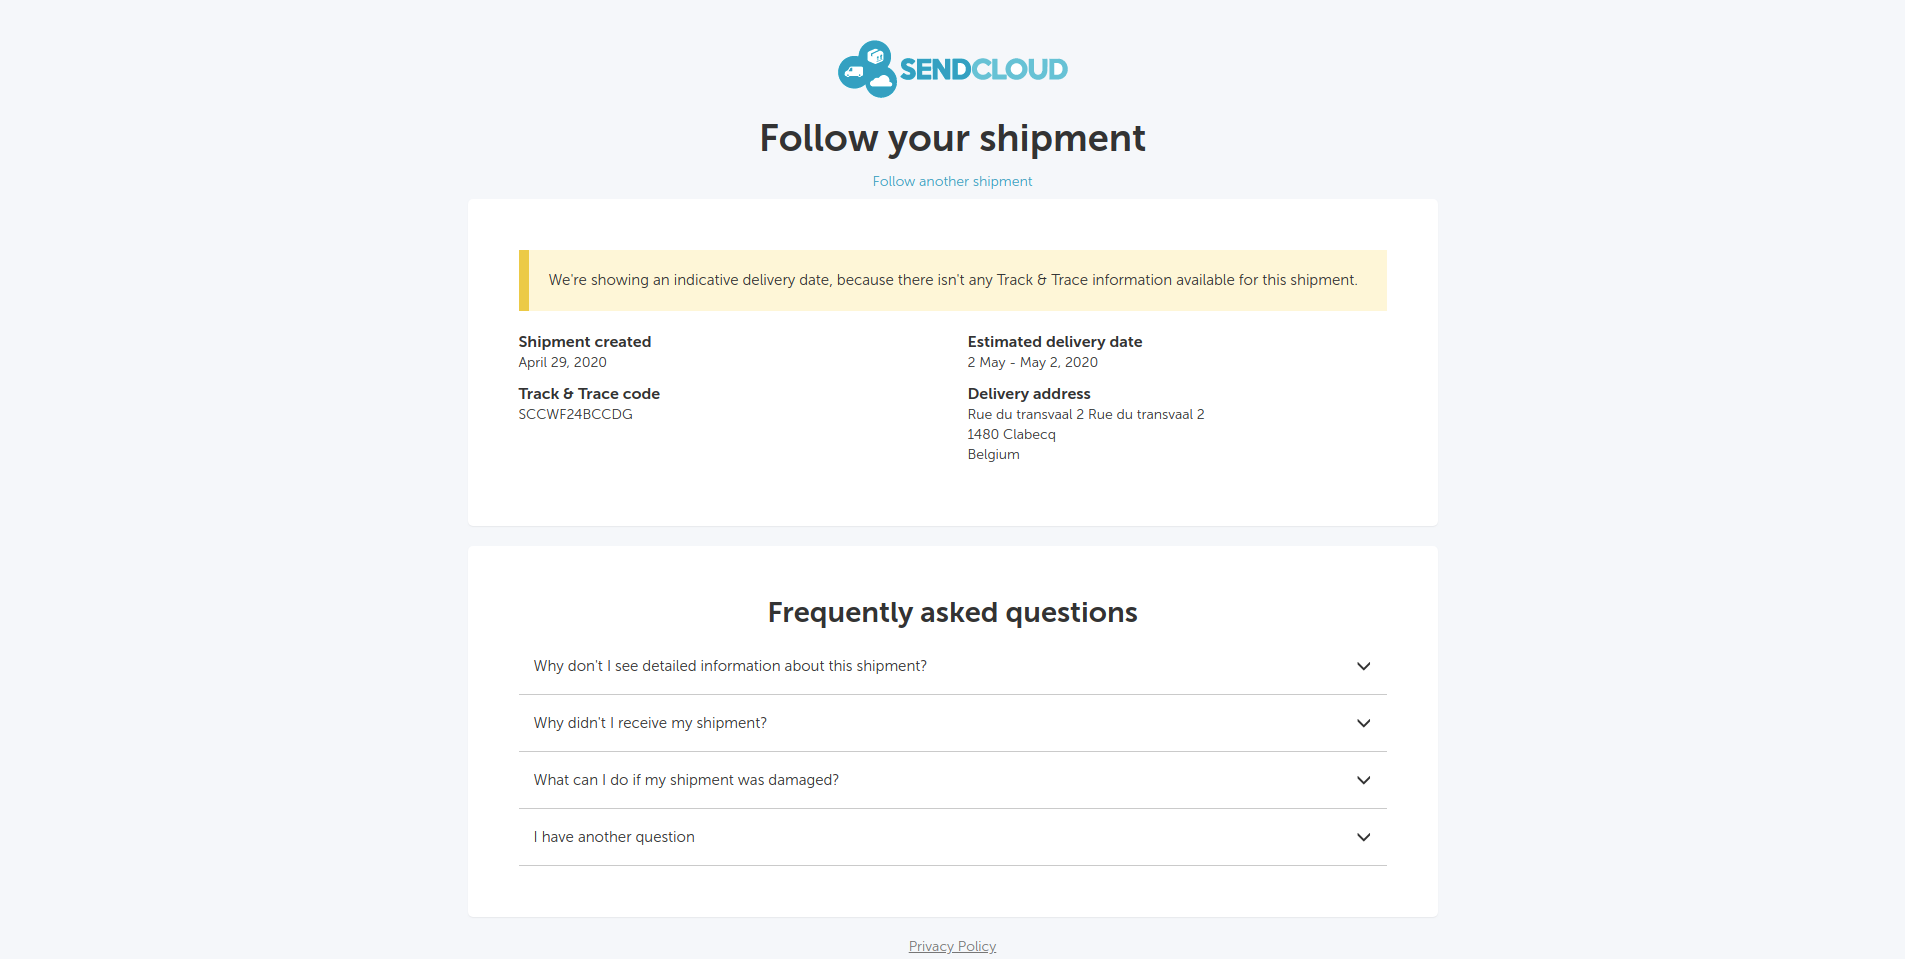 SENDCLOUD
Follow your shipment
Follow another shipment
We're showing an indicative delivery date, because there isn't any Track & Trace information available for this shipment.
Shipment created
April 29, 2020
Track & Trace code
SCCWF24BCCDG
Estimated delivery date
2 May - May 2, 2020
Delivery address
Rue du transvaal 2 Rue du transvaal 2
1480 Clabecq
Belgium
Frequently asked questions
Why don't I see detailed information about this shipment?
Why didn't I receive my shipment?
What can I do if my shipment was damaged?
I have another question
Privacy Policy